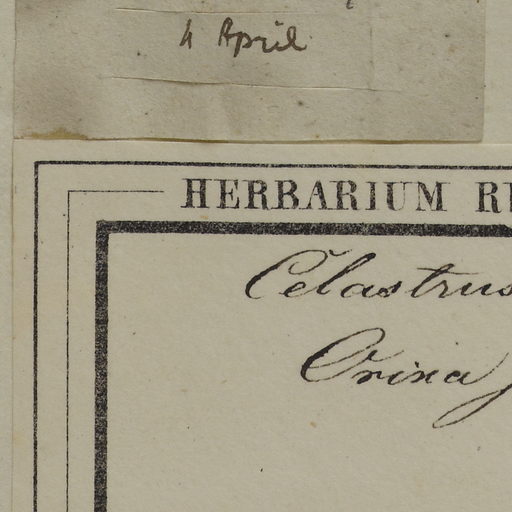 4 April
HERBARIUM
Celastrus
Orixa